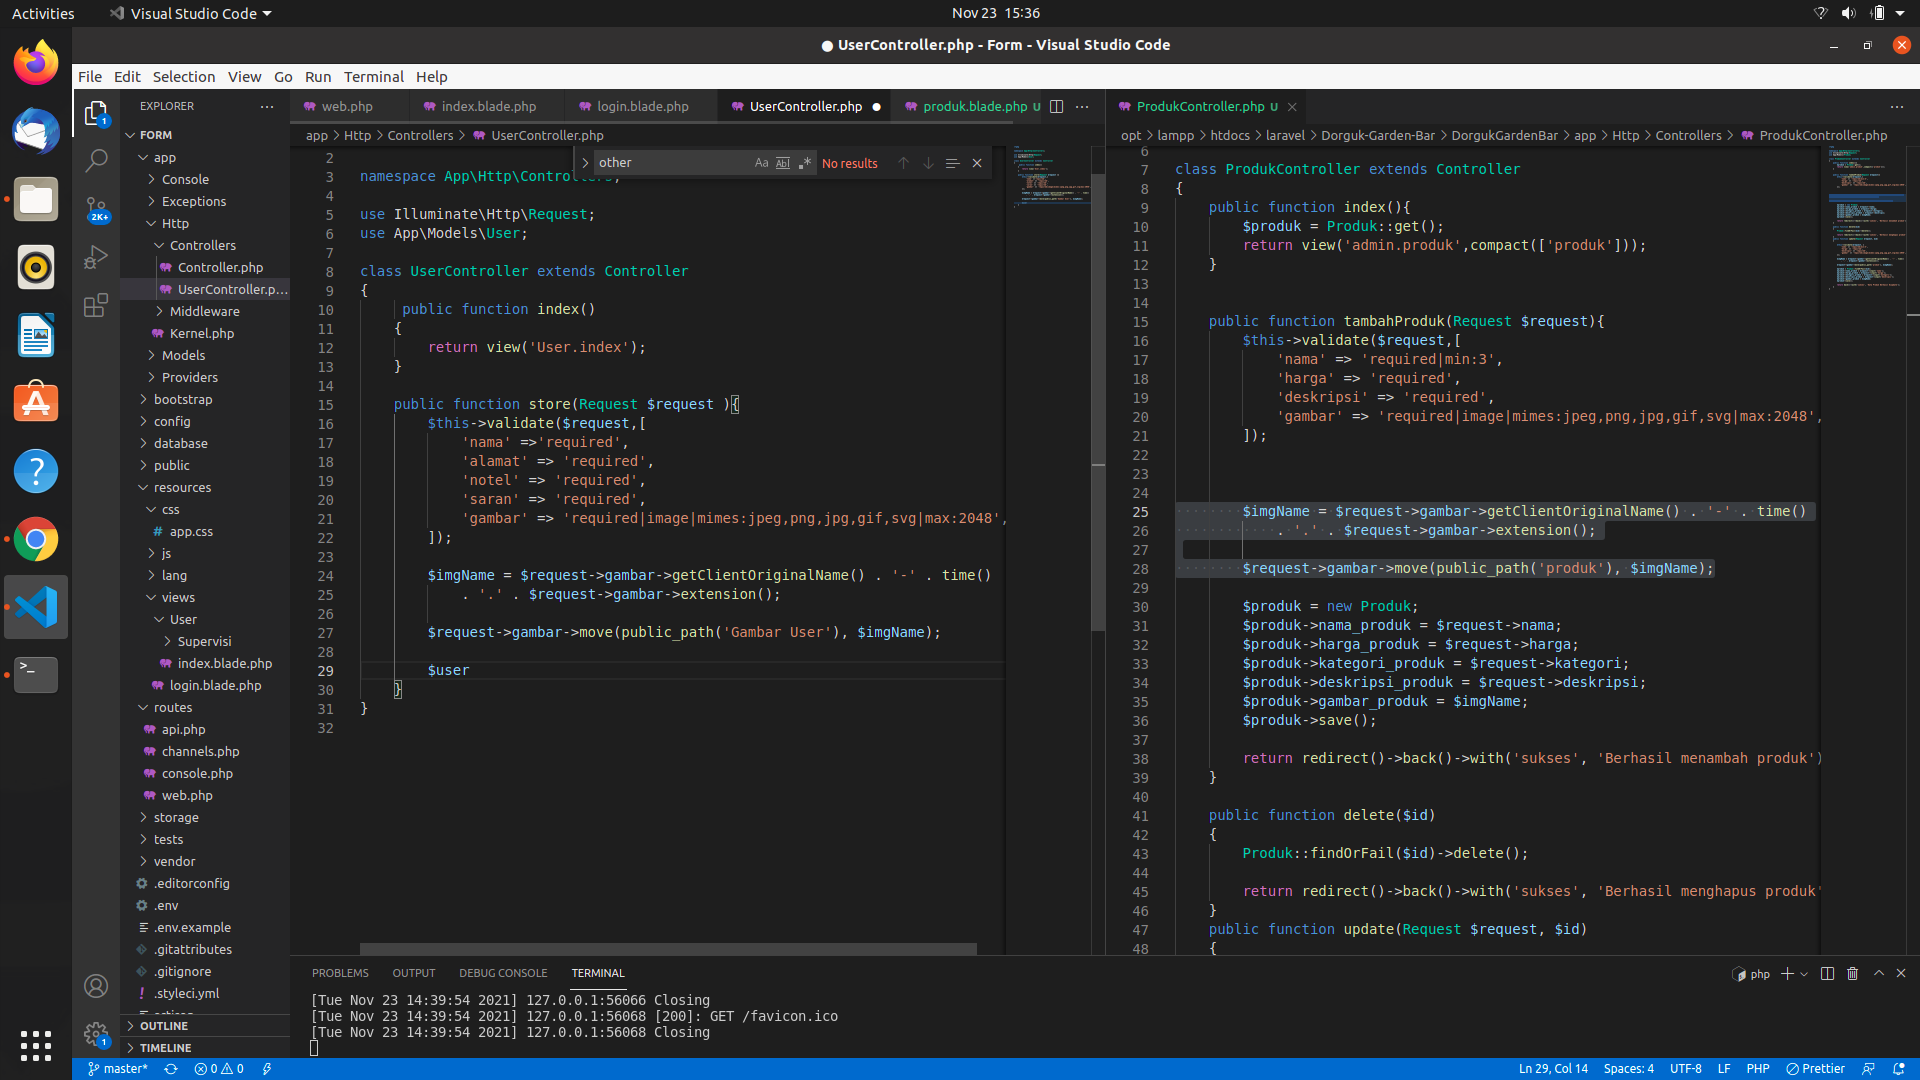 Activities
Visual Studio Code
Nov 23 15:36
● UserController.php - Form - Visual Studio Code
File Edit Selection View Go Run Terminal Help
EXPLORER
FORM
app
Console
Exceptions
Http
Controllers
Controller.php
UserController.p...
Middleware
Kernel.php
Models
Providers
bootstrap
config
database
public
resources
css
# app.css
js
lang
views
User
Supervisi
index.blade.php
login.blade.php
routes
api.php
channels.php
console.php
web.php
storage
tests
vendor
.editorconfig
.env
.env.example
.gitattributes
.gitignore
! .styleci.yml
OUTLINE
TIMELINE
1
2K+
1
web.php
index.blade.php
login.blade.php
UserController.php ●
produk.blade.php U
app > Http > Controllers > UserController.php
other
Aa Ab| .* No results
2
3 namespace App\Http\Controllers;
4
5 use Illuminate\Http\Request;
6 use App\Models\User;
7
8 class UserController extends Controller
9 {
10 public function index()
11 {
12 return view('User.index');
13 }
14
15 public function store(Request $request ){
16 $this->validate($request,[
17 'nama' =>'required',
18 'alamat' => 'required',
19 'notel' => 'required',
20 'saran' => 'required',
21 'gambar' => 'required|image|mimes:jpeg,png,jpg,gif,svg|max:2048',
22 ]);
23
24 $imgName = $request->gambar->getClientOriginalName() . '-' . time()
25 . '.' . $request->gambar->extension();
26
27 $request->gambar->move(public_path('Gambar User'), $imgName);
28
29 $user
30 }
31 }
32
ProdukController.php U
opt > lampp > htdocs > laravel > Dorguk-Garden-Bar > DorgukGardenBar > app > Http > Controllers > ProdukController.php
6
7 class ProdukController extends Controller
8 {
9 public function index(){
10 $produk = Produk::get();
11 return view('admin.produk',compact(['produk']));
12 }
13
14
15 public function tambahProduk(Request $request){
16 $this->validate($request,[
17 'nama' => 'required|min:3',
18 'harga' => 'required',
19 'deskripsi' => 'required',
20 'gambar' => 'required|image|mimes:jpeg,png,jpg,gif,svg|max:2048',
21 ]);
22
23
24
25 $imgName = $request->gambar->getClientOriginalName() . '-' . time()
26 . '.' . $request->gambar->extension();
27
28 $request->gambar->move(public_path('produk'), $imgName);
29
30 $produk = new Produk;
31 $produk->nama_produk = $request->nama;
32 $produk->harga_produk = $request->harga;
33 $produk->kategori_produk = $request->kategori;
34 $produk->deskripsi_produk = $request->deskripsi;
35 $produk->gambar_produk = $imgName;
36 $produk->save();
37
38 return redirect()->back()->with('sukses', 'Berhasil menambah produk')
39 }
40
41 public function delete($id)
42 {
43 Produk::findOrFail($id)->delete();
44
45 return redirect()->back()->with('sukses', 'Berhasil menghapus produk'
46 }
47 public function update(Request $request, $id)
48 {
PROBLEMS OUTPUT DEBUG CONSOLE TERMINAL
php
[Tue Nov 23 14:39:54 2021] 127.0.0.1:56066 Closing
[Tue Nov 23 14:39:54 2021] 127.0.0.1:56068 [200]: GET /favicon.ico
[Tue Nov 23 14:39:54 2021] 127.0.0.1:56068 Closing
master* 0 0
Ln 29, Col 14 Spaces: 4 UTF-8 LF PHP Prettier